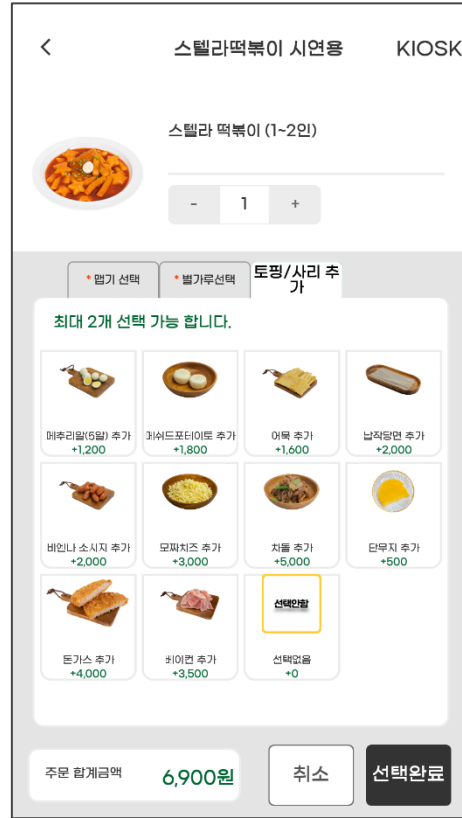 <
스텔라떡볶이 시연용
KIOSK
스텔라 떡볶이 (1~2인)
- 1 +
* 맵기 선택
* 별가루선택
토핑/사리 추
가
최대 2개 선택 가능 합니다.
메추리알(5알) 추가
+1,200
매쉬드포테이토 추가
+1,800
어묵 추가
+1,600
납작당면 추가
+2,000
비엔나 소시지 추가
+2,000
모짜치즈 추가
+3,000
차돌 추가
+5,000
단무지 추가
+500
돈가스 추가
+4,000
베이컨 추가
+3,500
선택안함
선택없음
+0
주문 합계금액
6,900원
취소
선택완료